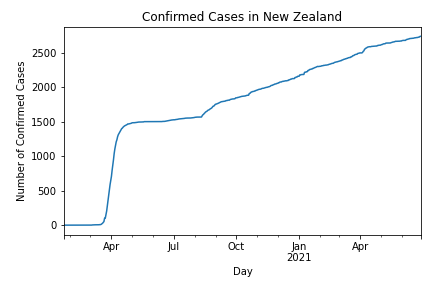 Confirmed Cases in New Zealand
Number of Confirmed Cases
2500
2000
1500
1000
500
0
Apr Jul Oct Jan Apr
2021
Day